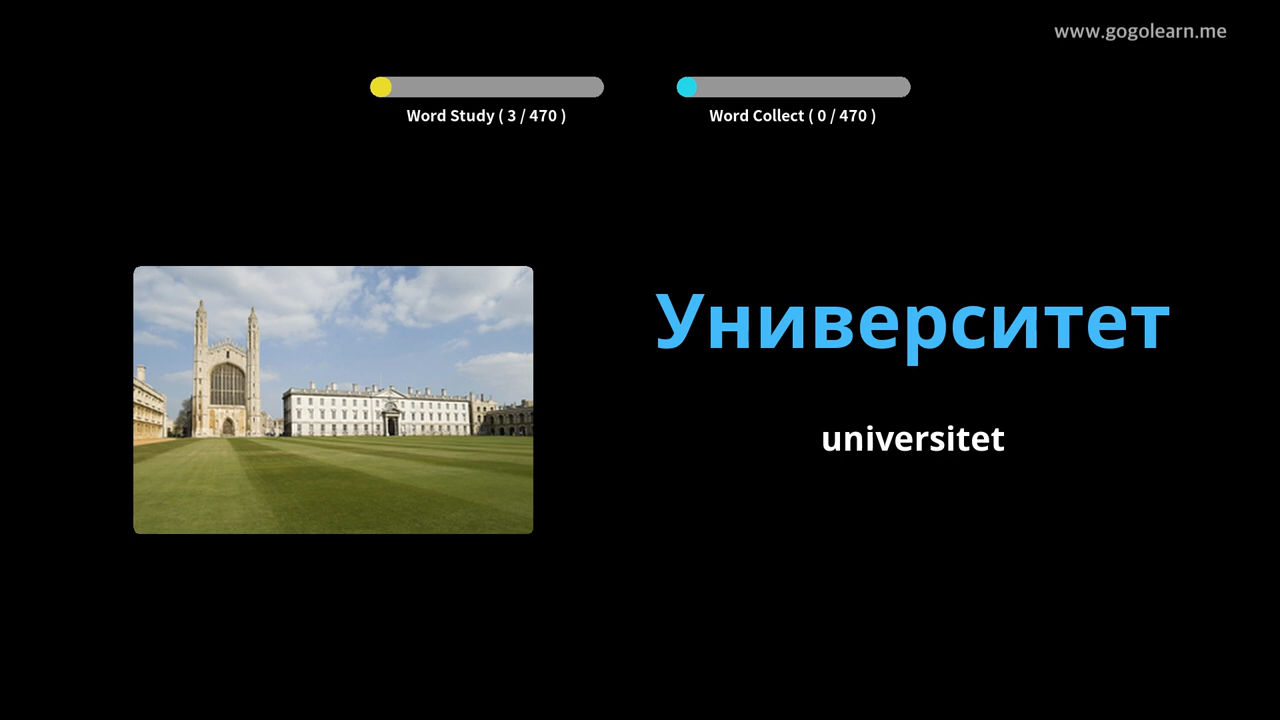 www.gogolearn.me
Word Study ( 3 / 470 )
Word Collect ( 0 / 470 )
Университет
universitet